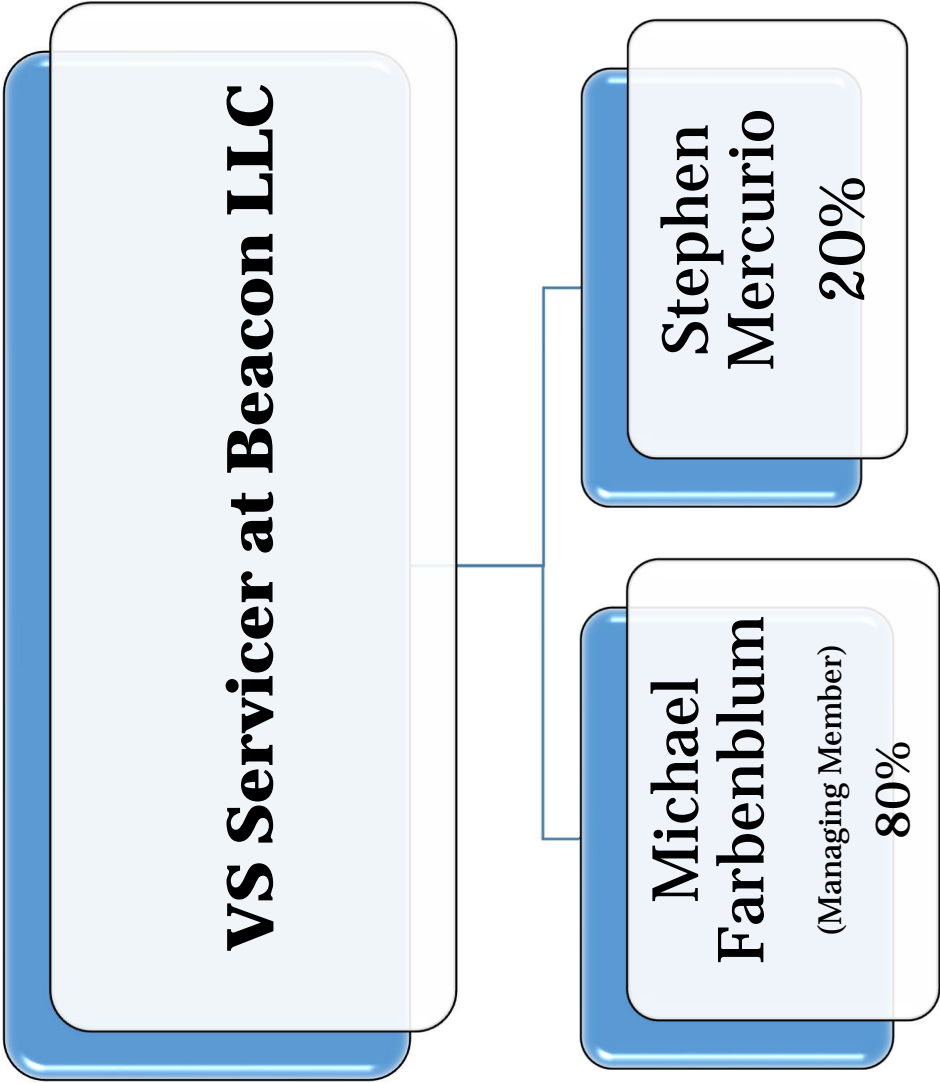 VS Servicer at Beacon LLC
Michael
Farbenblum
(Managing Member)
80%
Stephen
Mercurio
20%